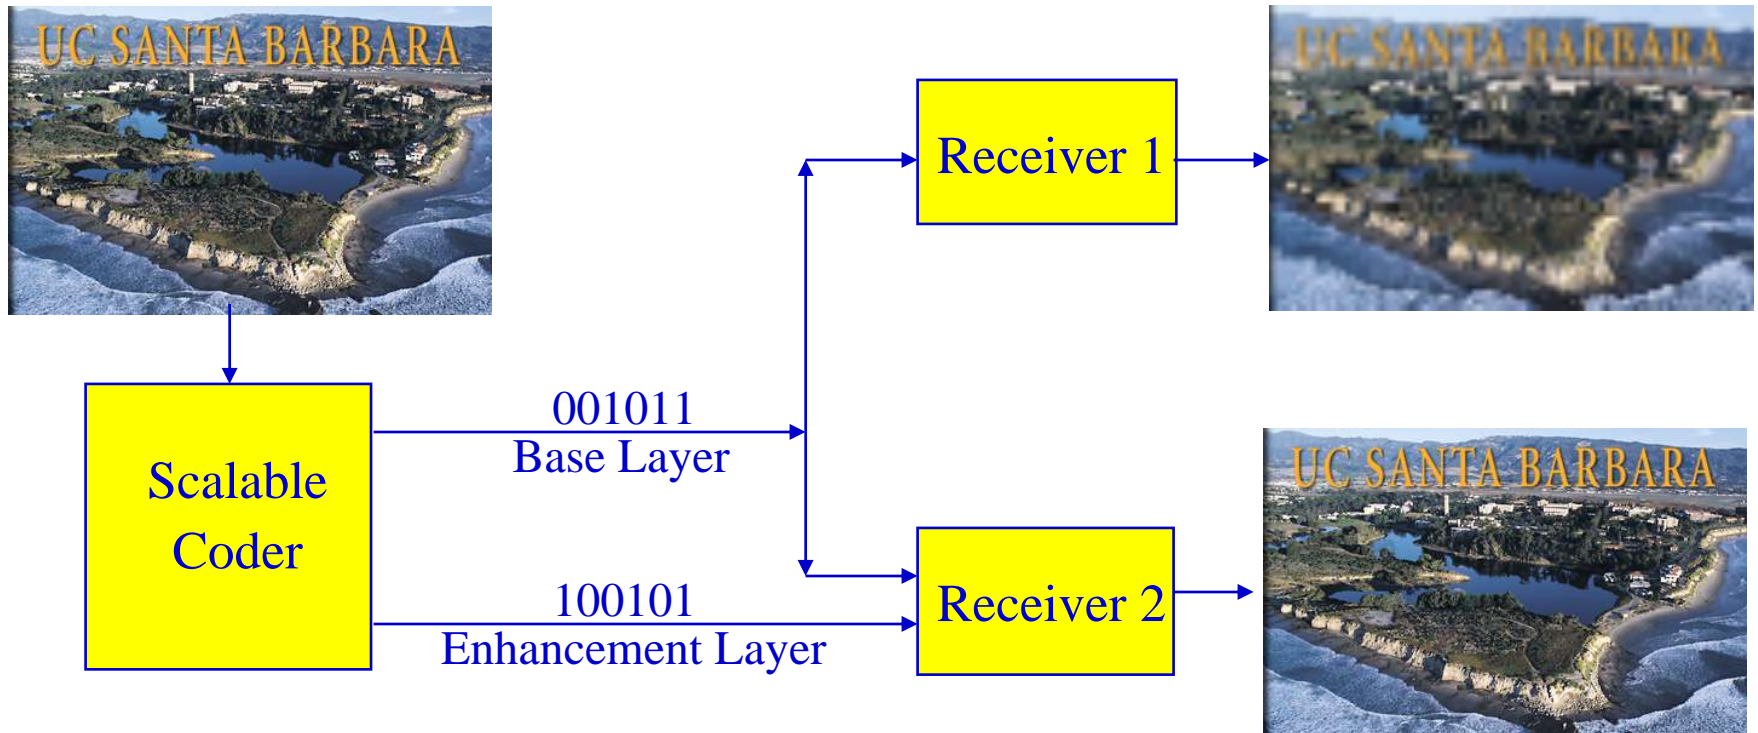 UC SANTA BARBARA
UC SANTA BARBARA
Receiver 1
001011
Base Layer
Scalable
Coder
UC SANTA BARBARA
100101
Enhancement Layer
Receiver 2